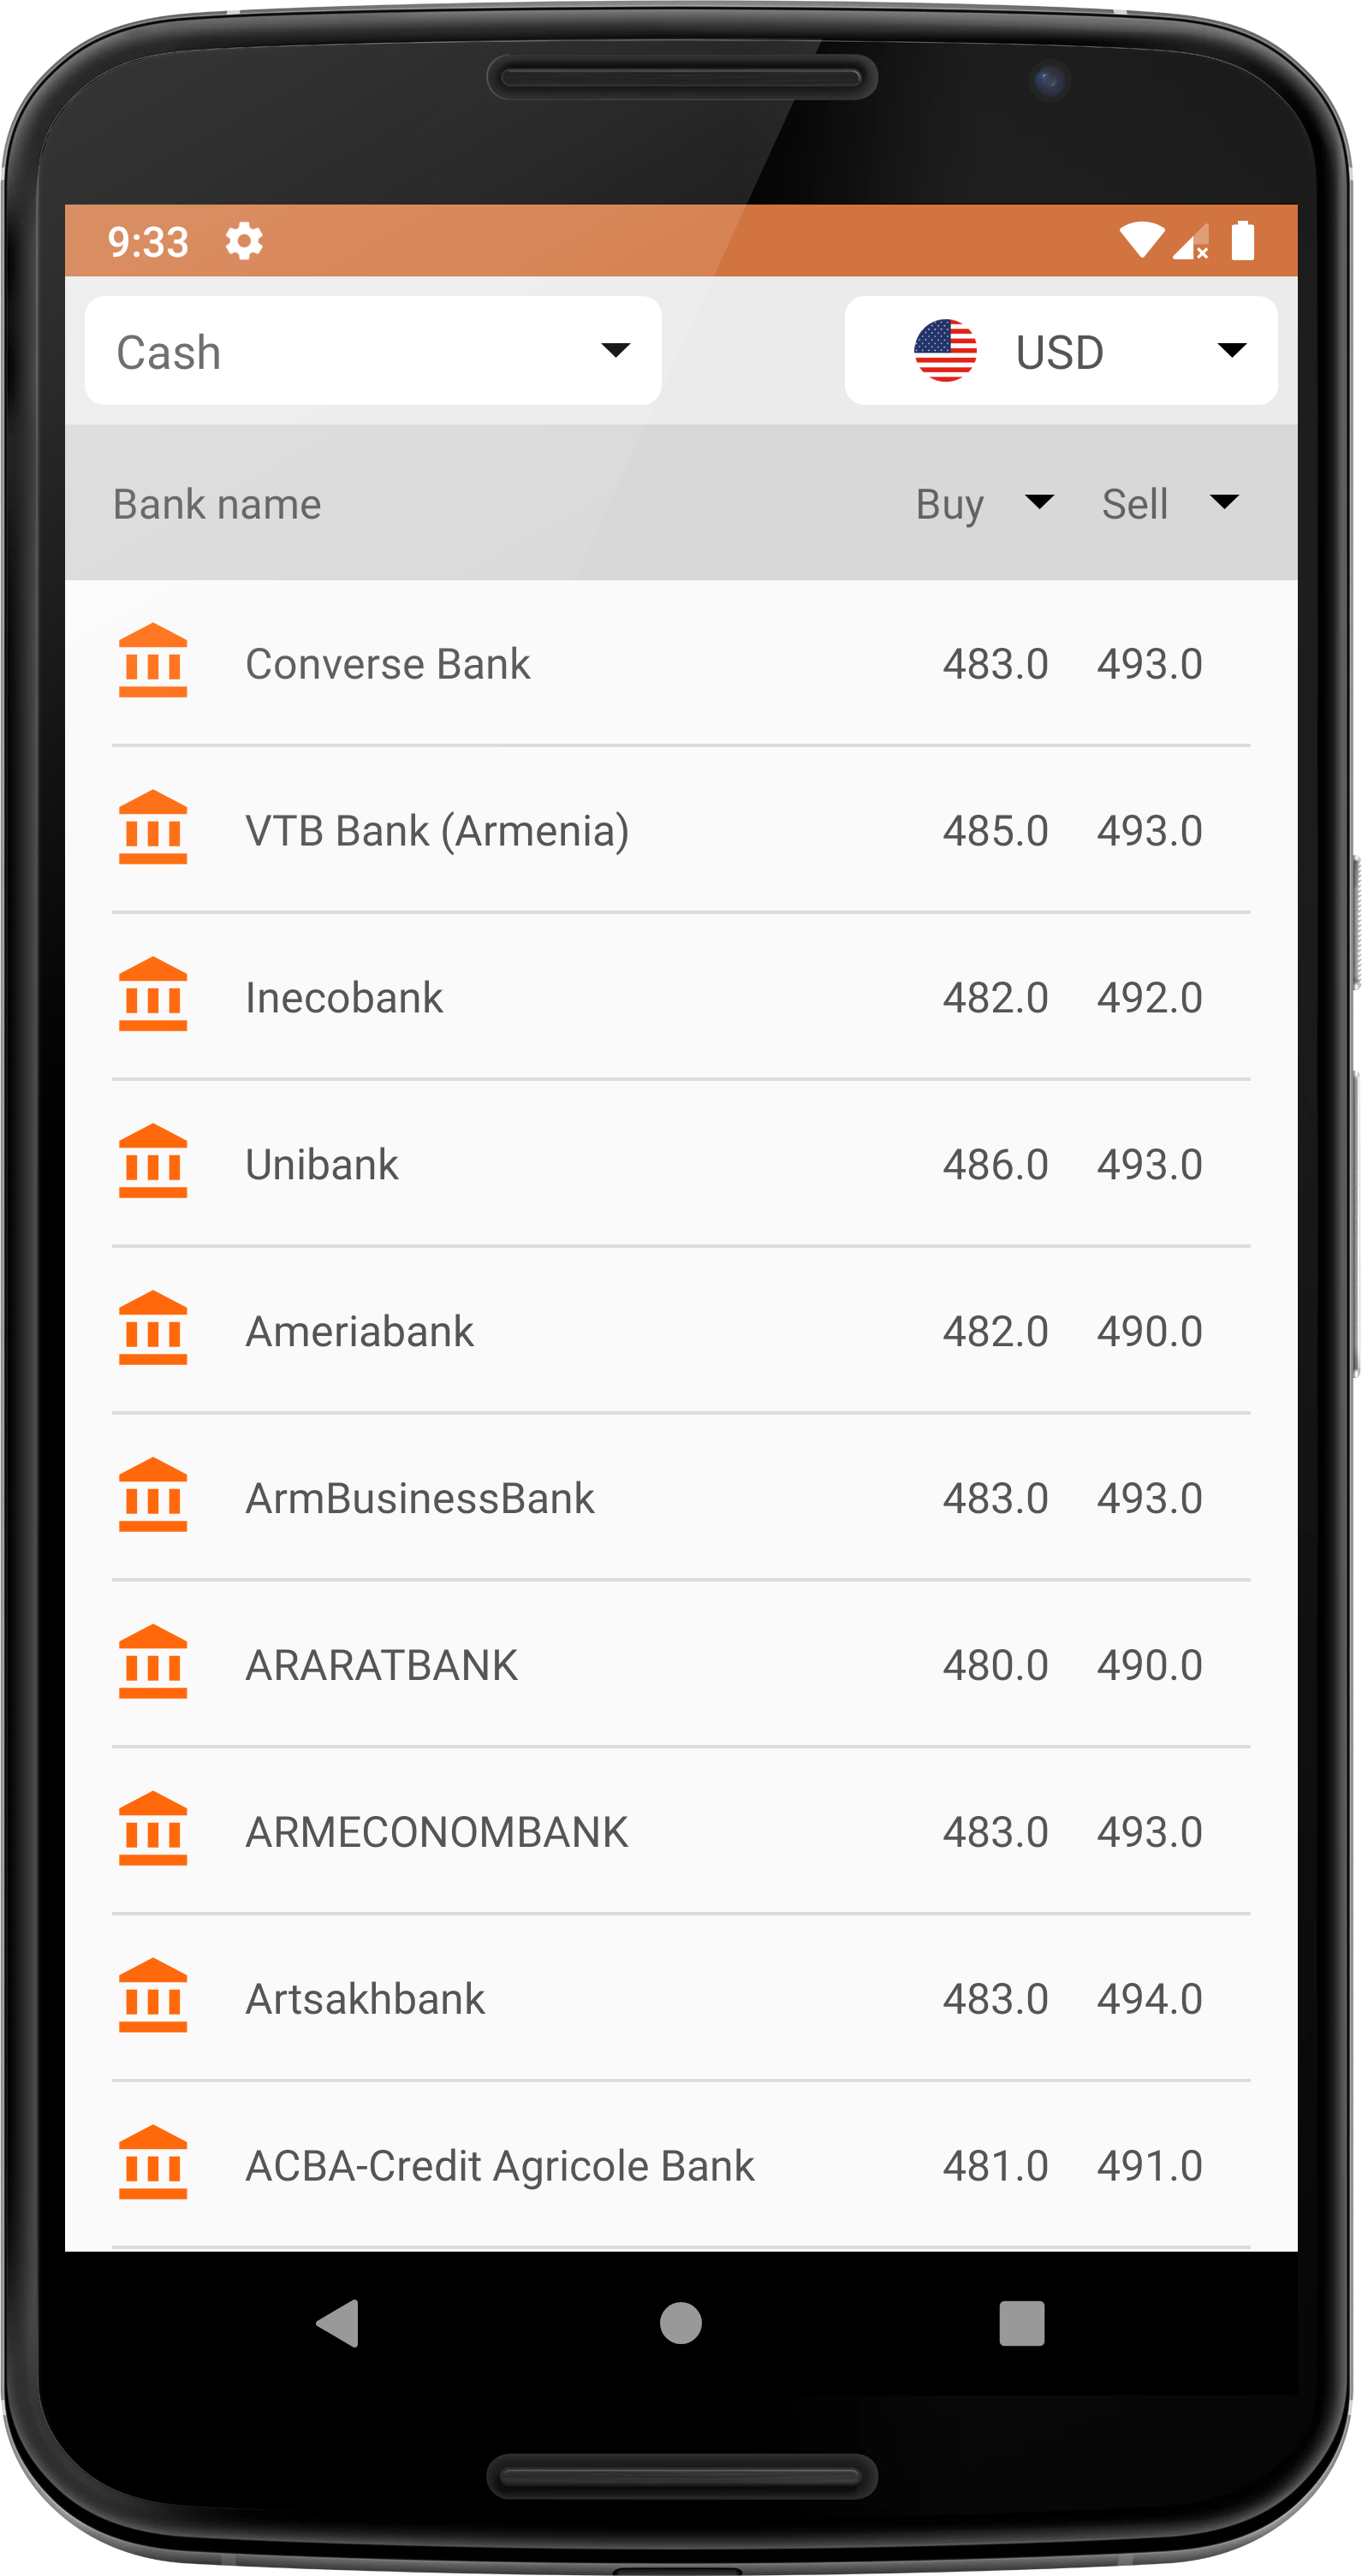 9:33
Cash USD
Bank name Buy Sell
Converse Bank 483.0 493.0
VTB Bank (Armenia) 485.0 493.0
Inecobank 482.0 492.0
Unibank 486.0 493.0
Ameriabank 482.0 490.0
ArmBusinessBank 483.0 493.0
ARARATBANK 480.0 490.0
ARMECONOMBANK 483.0 493.0
Artsakhbank 483.0 494.0
ACBA-Credit Agricole Bank 481.0 491.0